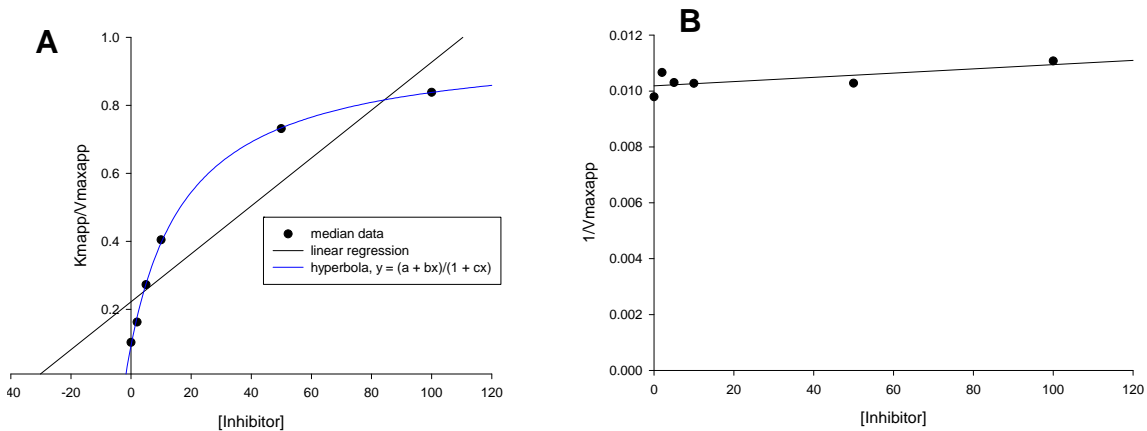 A
Kmapp/Vmaxapp
1.0
0.8
0.6
0.4
0.2
40 -20 0 20 40 60 80 100 120
[Inhibitor]
median data
linear regression
hyperbola, y = (a + bx)/(1 + cx)
B
1/Vmaxapp
0.012
0.010
0.008
0.006
0.004
0.002
0.000
0 20 40 60 80 100 120
[Inhibitor]